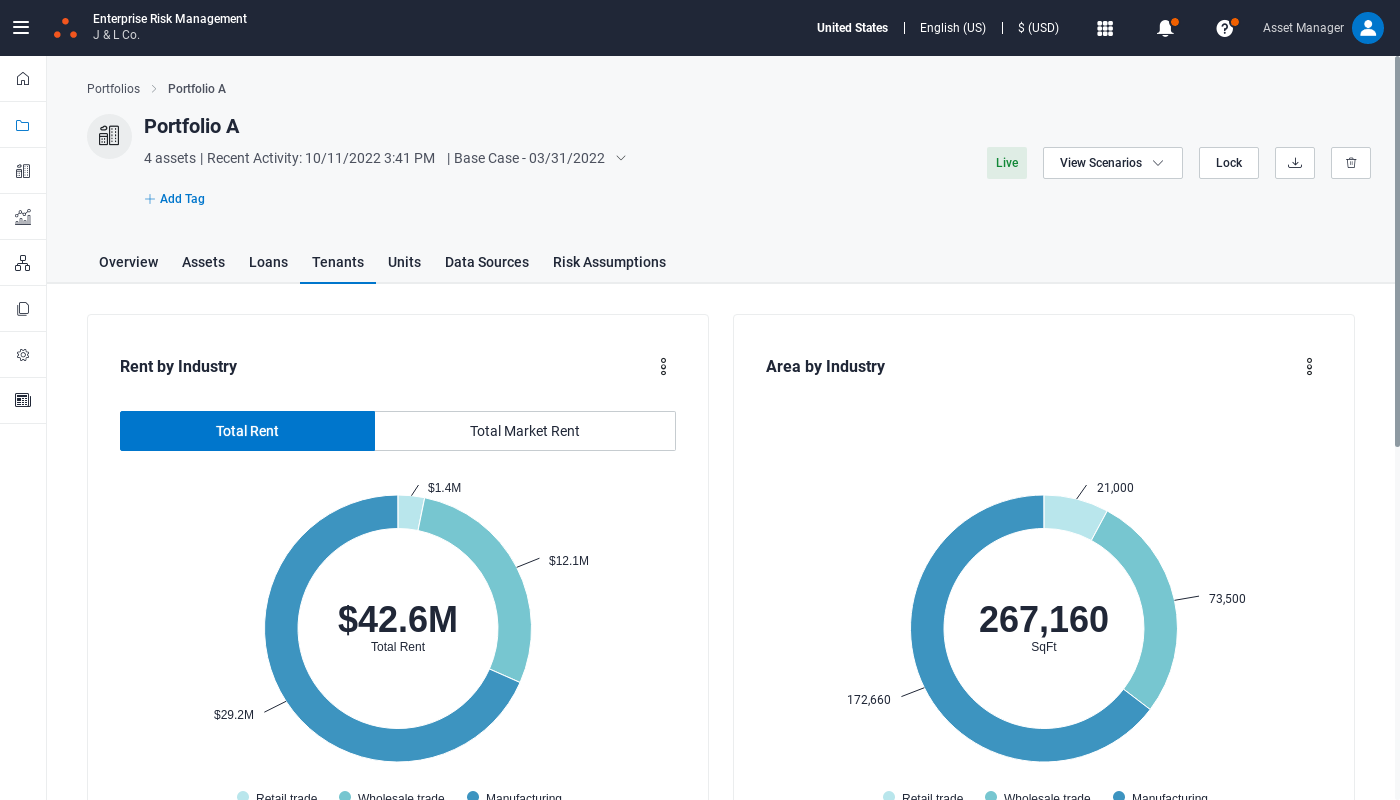 Enterprise Risk Management
J & L Co.
United States
English (US)
$ (USD)
Asset Manager
Portfolios
Portfolio A
Portfolio A
4 assets | Recent Activity: 10/11/2022 3:41 PM | Base Case - 03/31/2022
Live
View Scenarios
Lock
Add Tag
Overview
Assets
Loans
Tenants
Units
Data Sources
Risk Assumptions
Rent by Industry
Total Rent
Total Market Rent
$1.4M
$12.1M
$42.6M
Total Rent
$29.2M
Retail trade
Wholesale trade
Manufacturing
Area by Industry
21,000
73,500
267,160
SqFt
172,660
Retail trade
Wholesale trade
Manufacturing